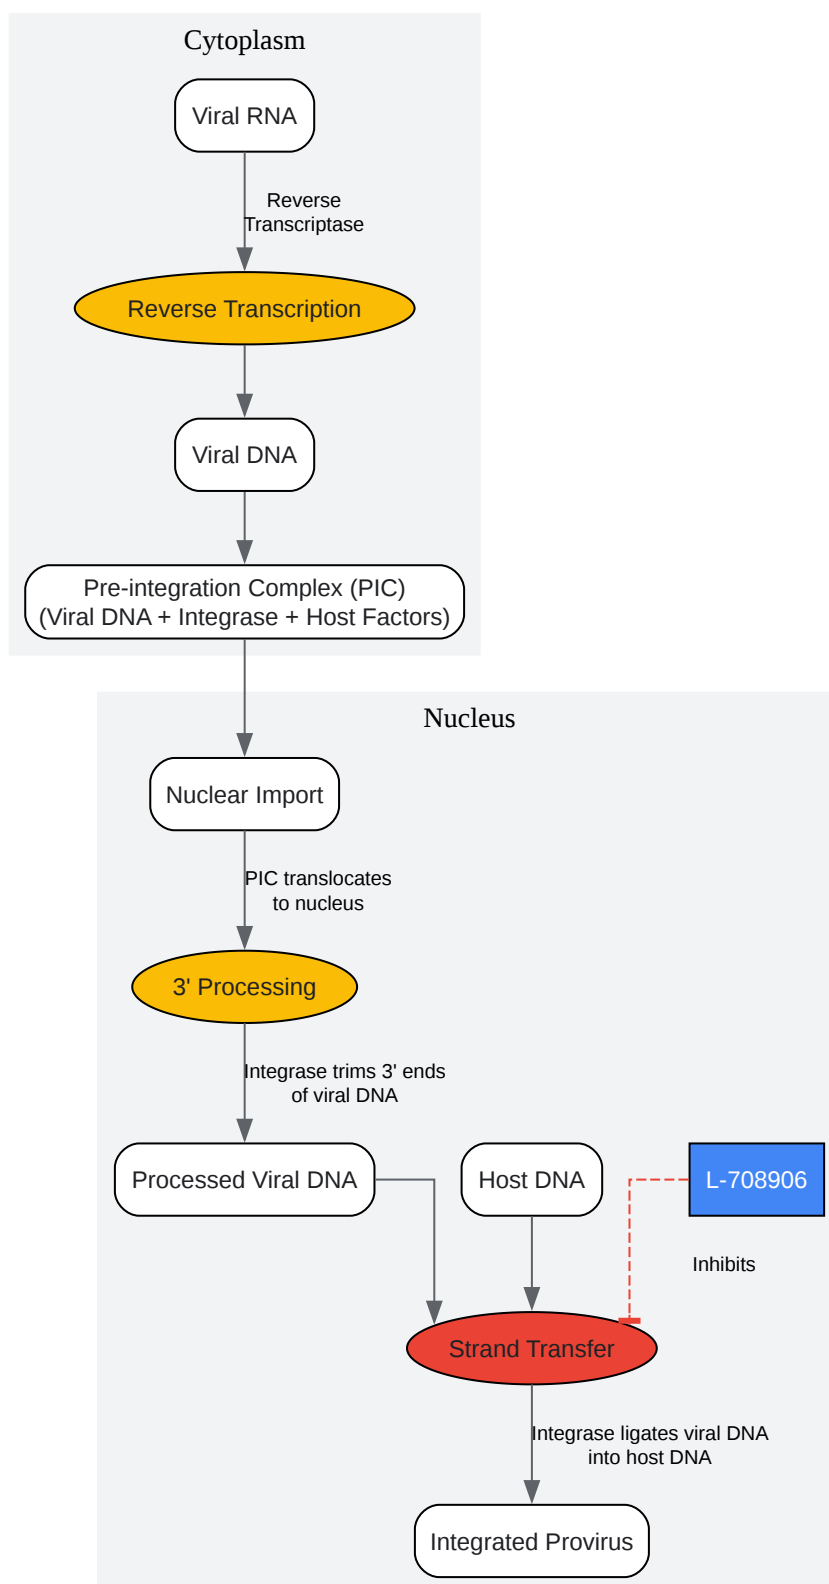 Cytoplasm
Viral RNA
Reverse
Transcriptase
Reverse Transcription
Viral DNA
Pre-integration Complex (PIC)
(Viral DNA + Integrase + Host Factors)
Nucleus
Nuclear Import
PIC translocates
to nucleus
3' Processing
Integrase trims 3' ends
of viral DNA
Processed Viral DNA
Host DNA
L-708906
Inhibits
Strand Transfer
Integrase ligates viral DNA
into host DNA
Integrated Provirus